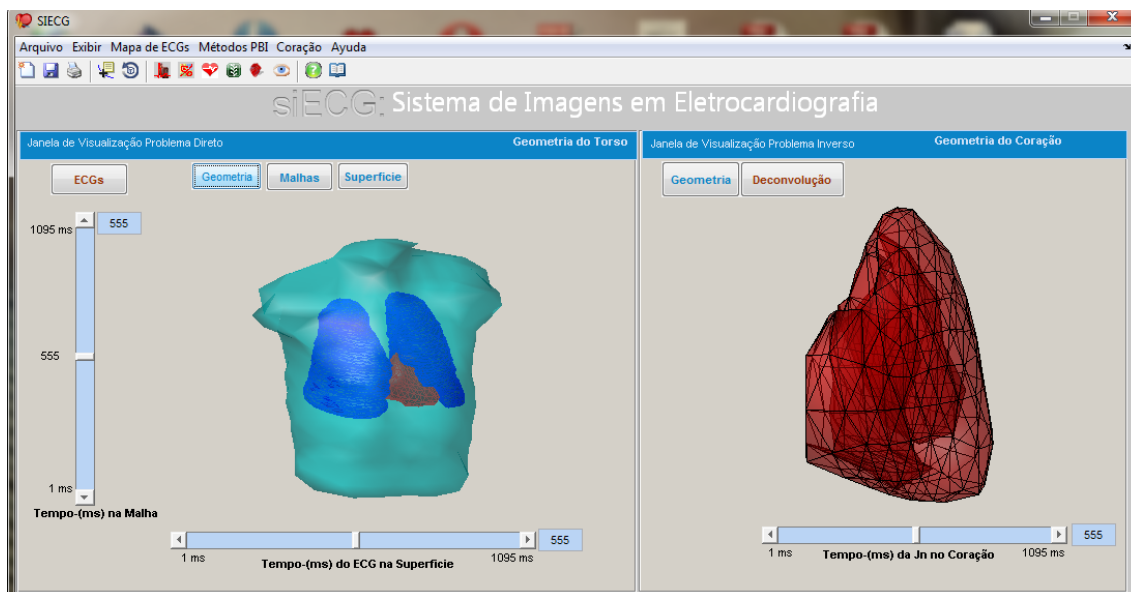 SIECG
Arquivo Exibir Mapa de ECGs Métodos PBI Coração Ayuda
siECG: Sistema de Imagens em Eletrocardiografia
Janela de Visualização Problema Direto
Geometria do Torso
ECGs
Geometria
Malhas
Superficie
555
1095 ms
555
1 ms
Tempo-(ms) na Malha
555
1 ms
1095 ms
Tempo-(ms) do ECG na Superficie
Janela de Visualização Problema Inverso
Geometria do Coração
Geometria
Deconvolução
555
1 ms
1095 ms
Tempo-(ms) da Jn no Coração